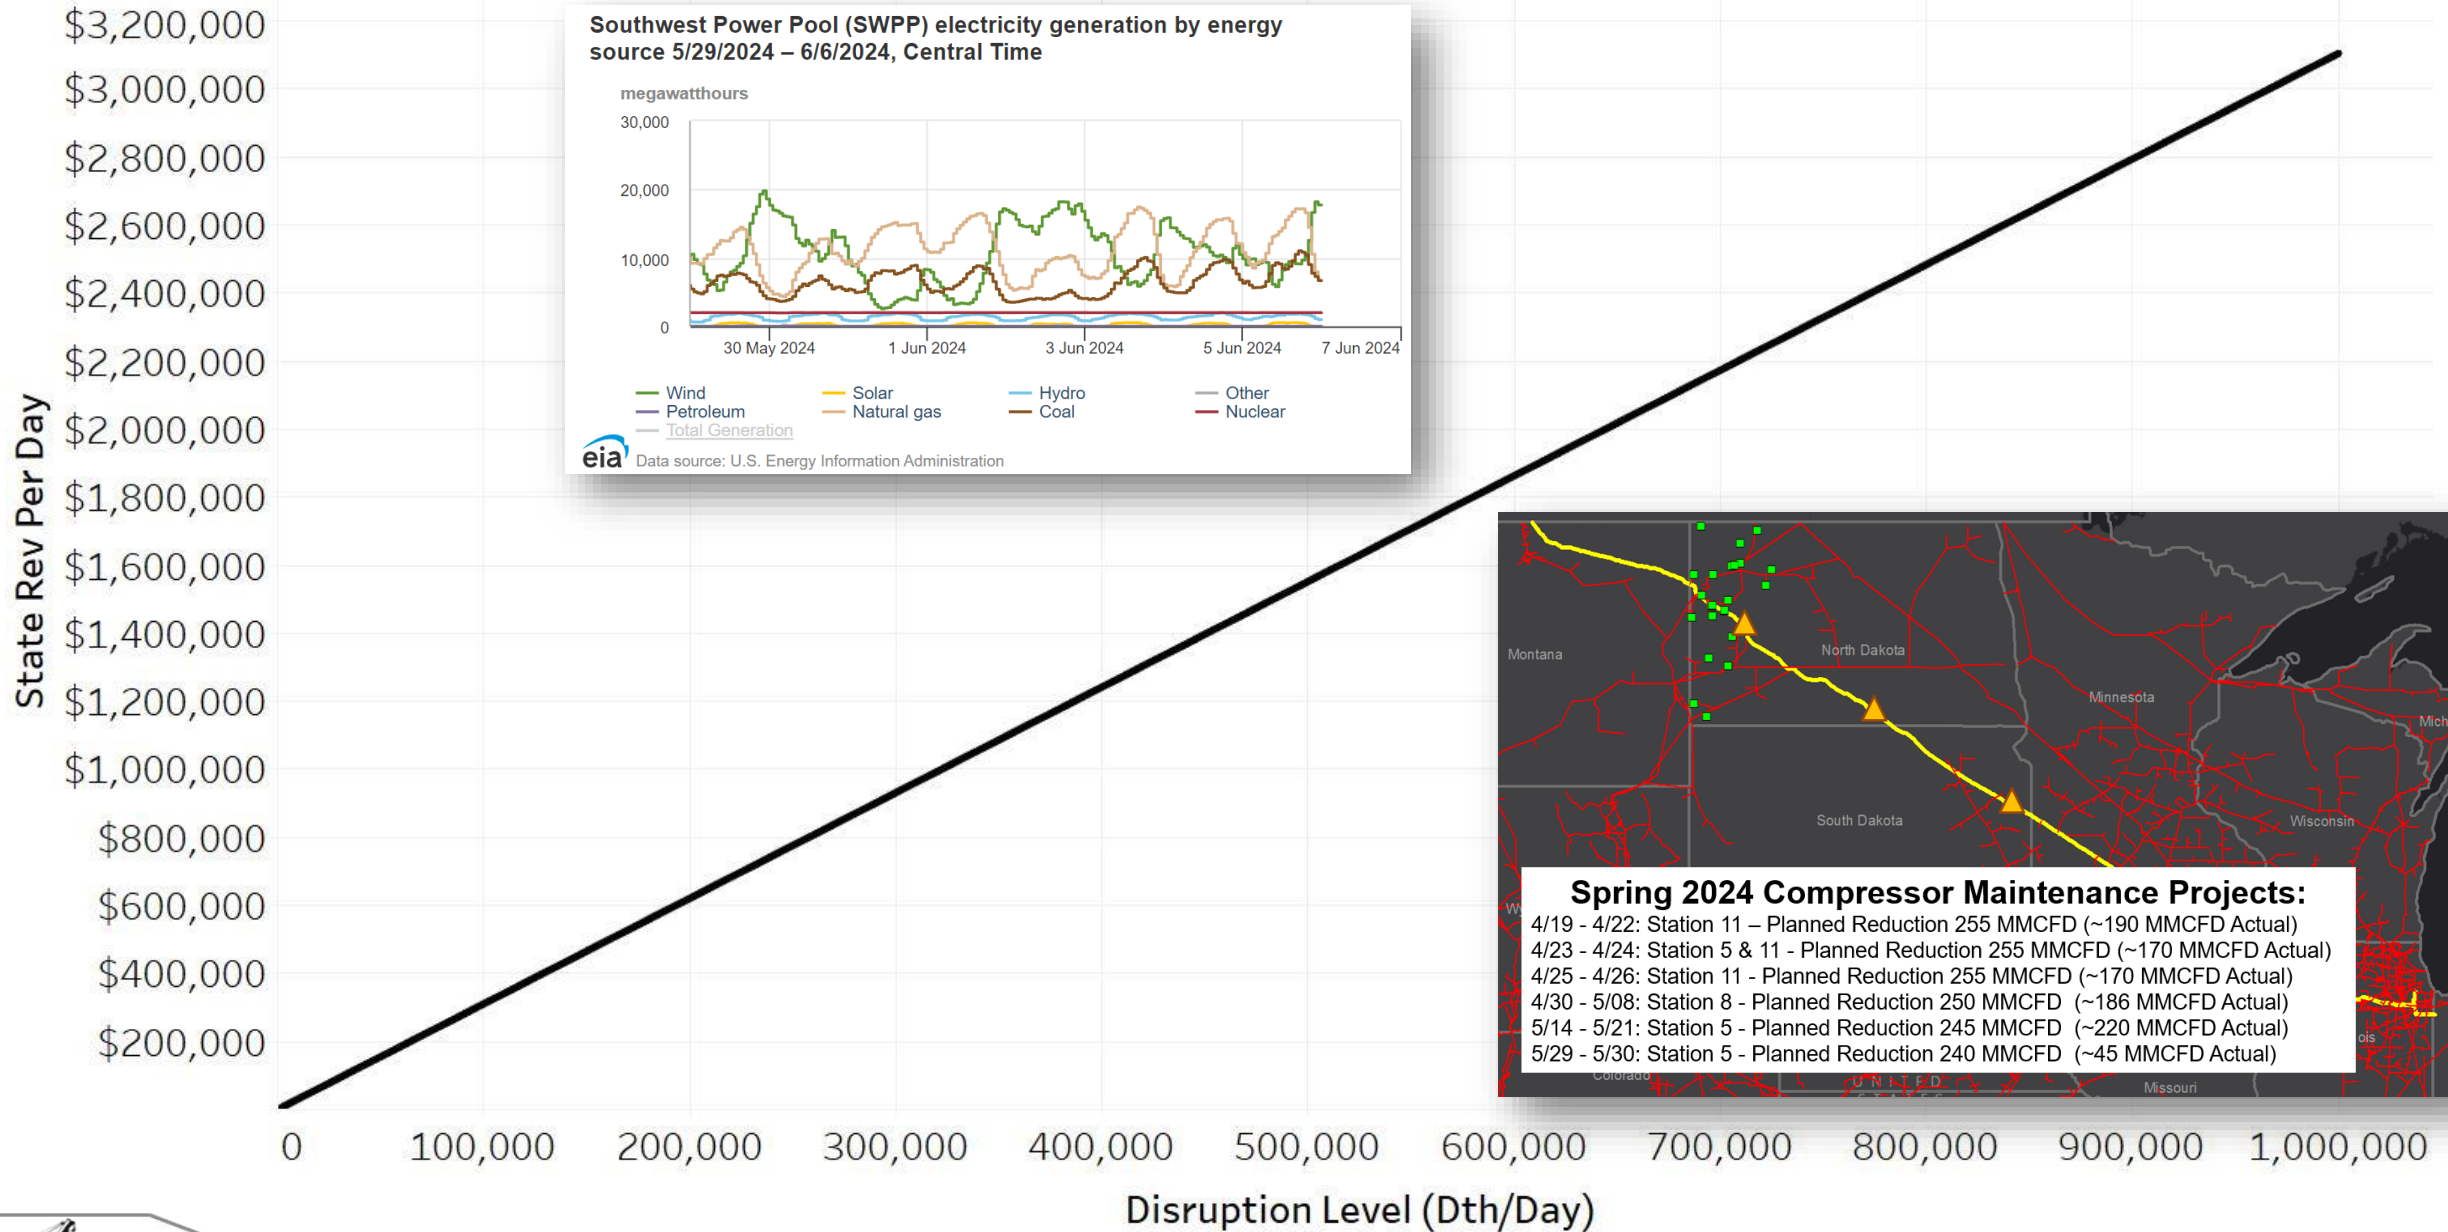 $3,200,000
$3,000,000
$2,800,000
$2,600,000
$2,400,000
$2,200,000
$2,000,000
$1,800,000
$1,600,000
$1,400,000
$1,200,000
$1,000,000
$800,000
$600,000
$400,000
$200,000
State Rev Per Day
0 100,000 200,000 300,000 400,000 500,000 600,000 700,000 800,000 900,000 1,000,000
Disruption Level (Dth/Day)
Southwest Power Pool (SWPP) electricity generation by energy
source 5/29/2024 – 6/6/2024, Central Time
megawatthours
30,000
20,000
10,000
0
30 May 2024 1 Jun 2024 3 Jun 2024 5 Jun 2024 7 Jun 2024
Wind Solar Hydro Other
Petroleum Natural gas Coal Nuclear
Total Generation
eia Data source: U.S. Energy Information Administration
Montana
North Dakota
Minnesota
Mich
South Dakota
Wisconsin
Spring 2024 Compressor Maintenance Projects:
4/19 - 4/22: Station 11 – Planned Reduction 255 MMCFD (~190 MMCFD Actual)
4/23 - 4/24: Station 5 & 11 - Planned Reduction 255 MMCFD (~170 MMCFD Actual)
4/25 - 4/26: Station 11 - Planned Reduction 255 MMCFD (~170 MMCFD Actual)
4/30 - 5/08: Station 8 - Planned Reduction 250 MMCFD (~186 MMCFD Actual)
5/14 - 5/21: Station 5 - Planned Reduction 245 MMCFD (~220 MMCFD Actual)
5/29 - 5/30: Station 5 - Planned Reduction 240 MMCFD (~45 MMCFD Actual)
ois
Colorado
UNITED
Missouri